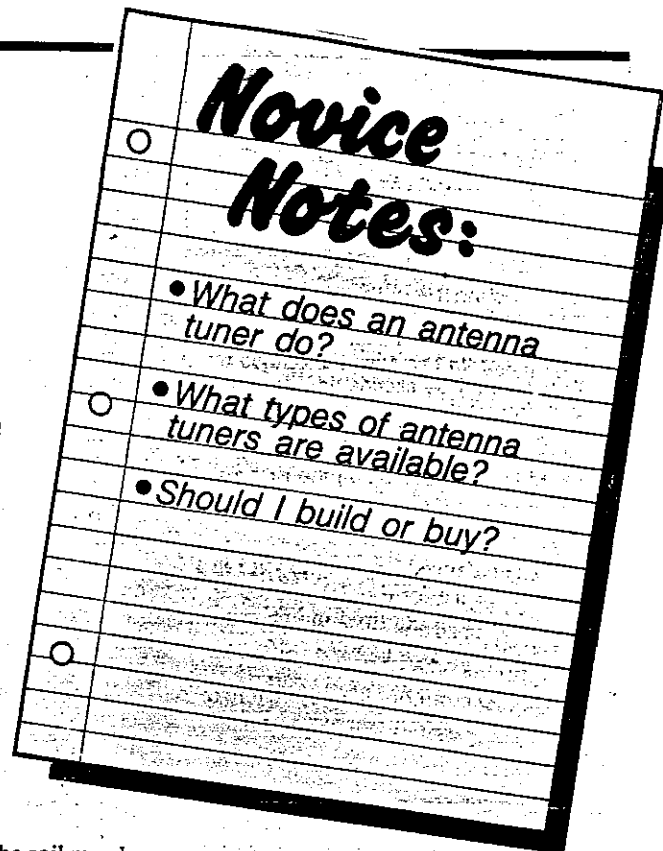 Novice
Notes:
• What does an antenna
tuner do?
• What types of antenna
tuners are available?
• Should I build or buy?